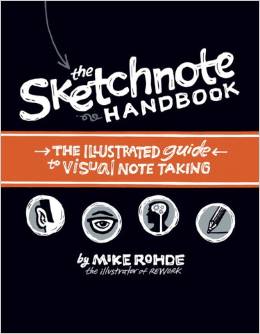 the
Sketchnote
HANDBOOK
THE ILLUSTRATED guide
to VISUAL NOTE TAKING
by MIKE ROHDE
the illustrator of REWORK